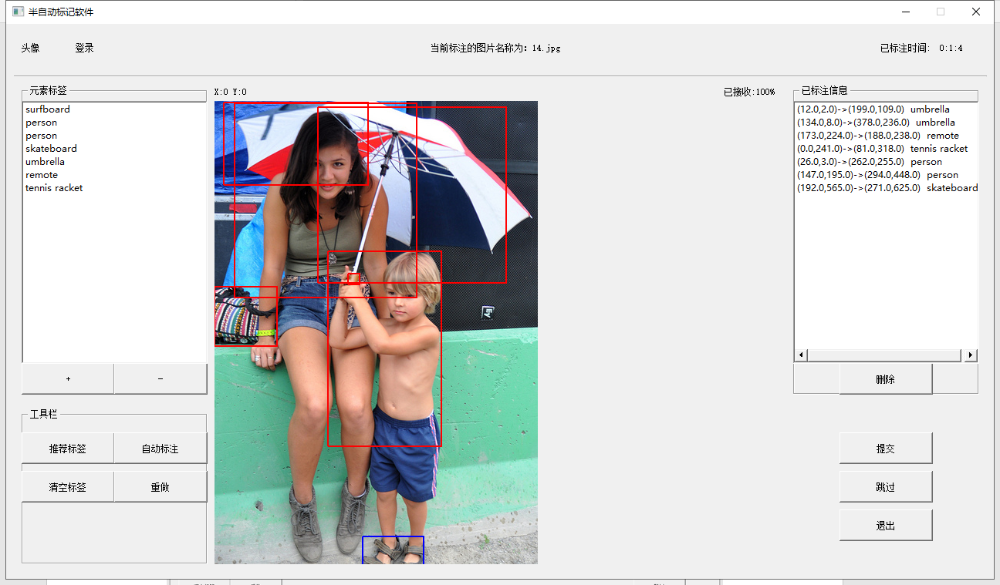 半自动标记软件
头像 登录 当前标注的图片名称为: 14.jpg 已标注时间: 0:1:4
元素标签
surfboard
person
person
skateboard
umbrella
remote
tennis racket
+ -
工具栏
推荐标签 自动标注
清空标签 重做
X:0 Y:0 已接收:100%
已标注信息
(12.0,2.0)->(199.0,109.0) umbrella
(134.0,8.0)->(378.0,236.0) umbrella
(173.0,224.0)->(188.0,238.0) remote
(0.0,241.0)->(81.0,318.0) tennis racket
(26.0,3.0)->(262.0,255.0) person
(147.0,195.0)->(294.0,448.0) person
(192.0,565.0)->(271.0,625.0) skateboard
删除
提交
跳过
退出